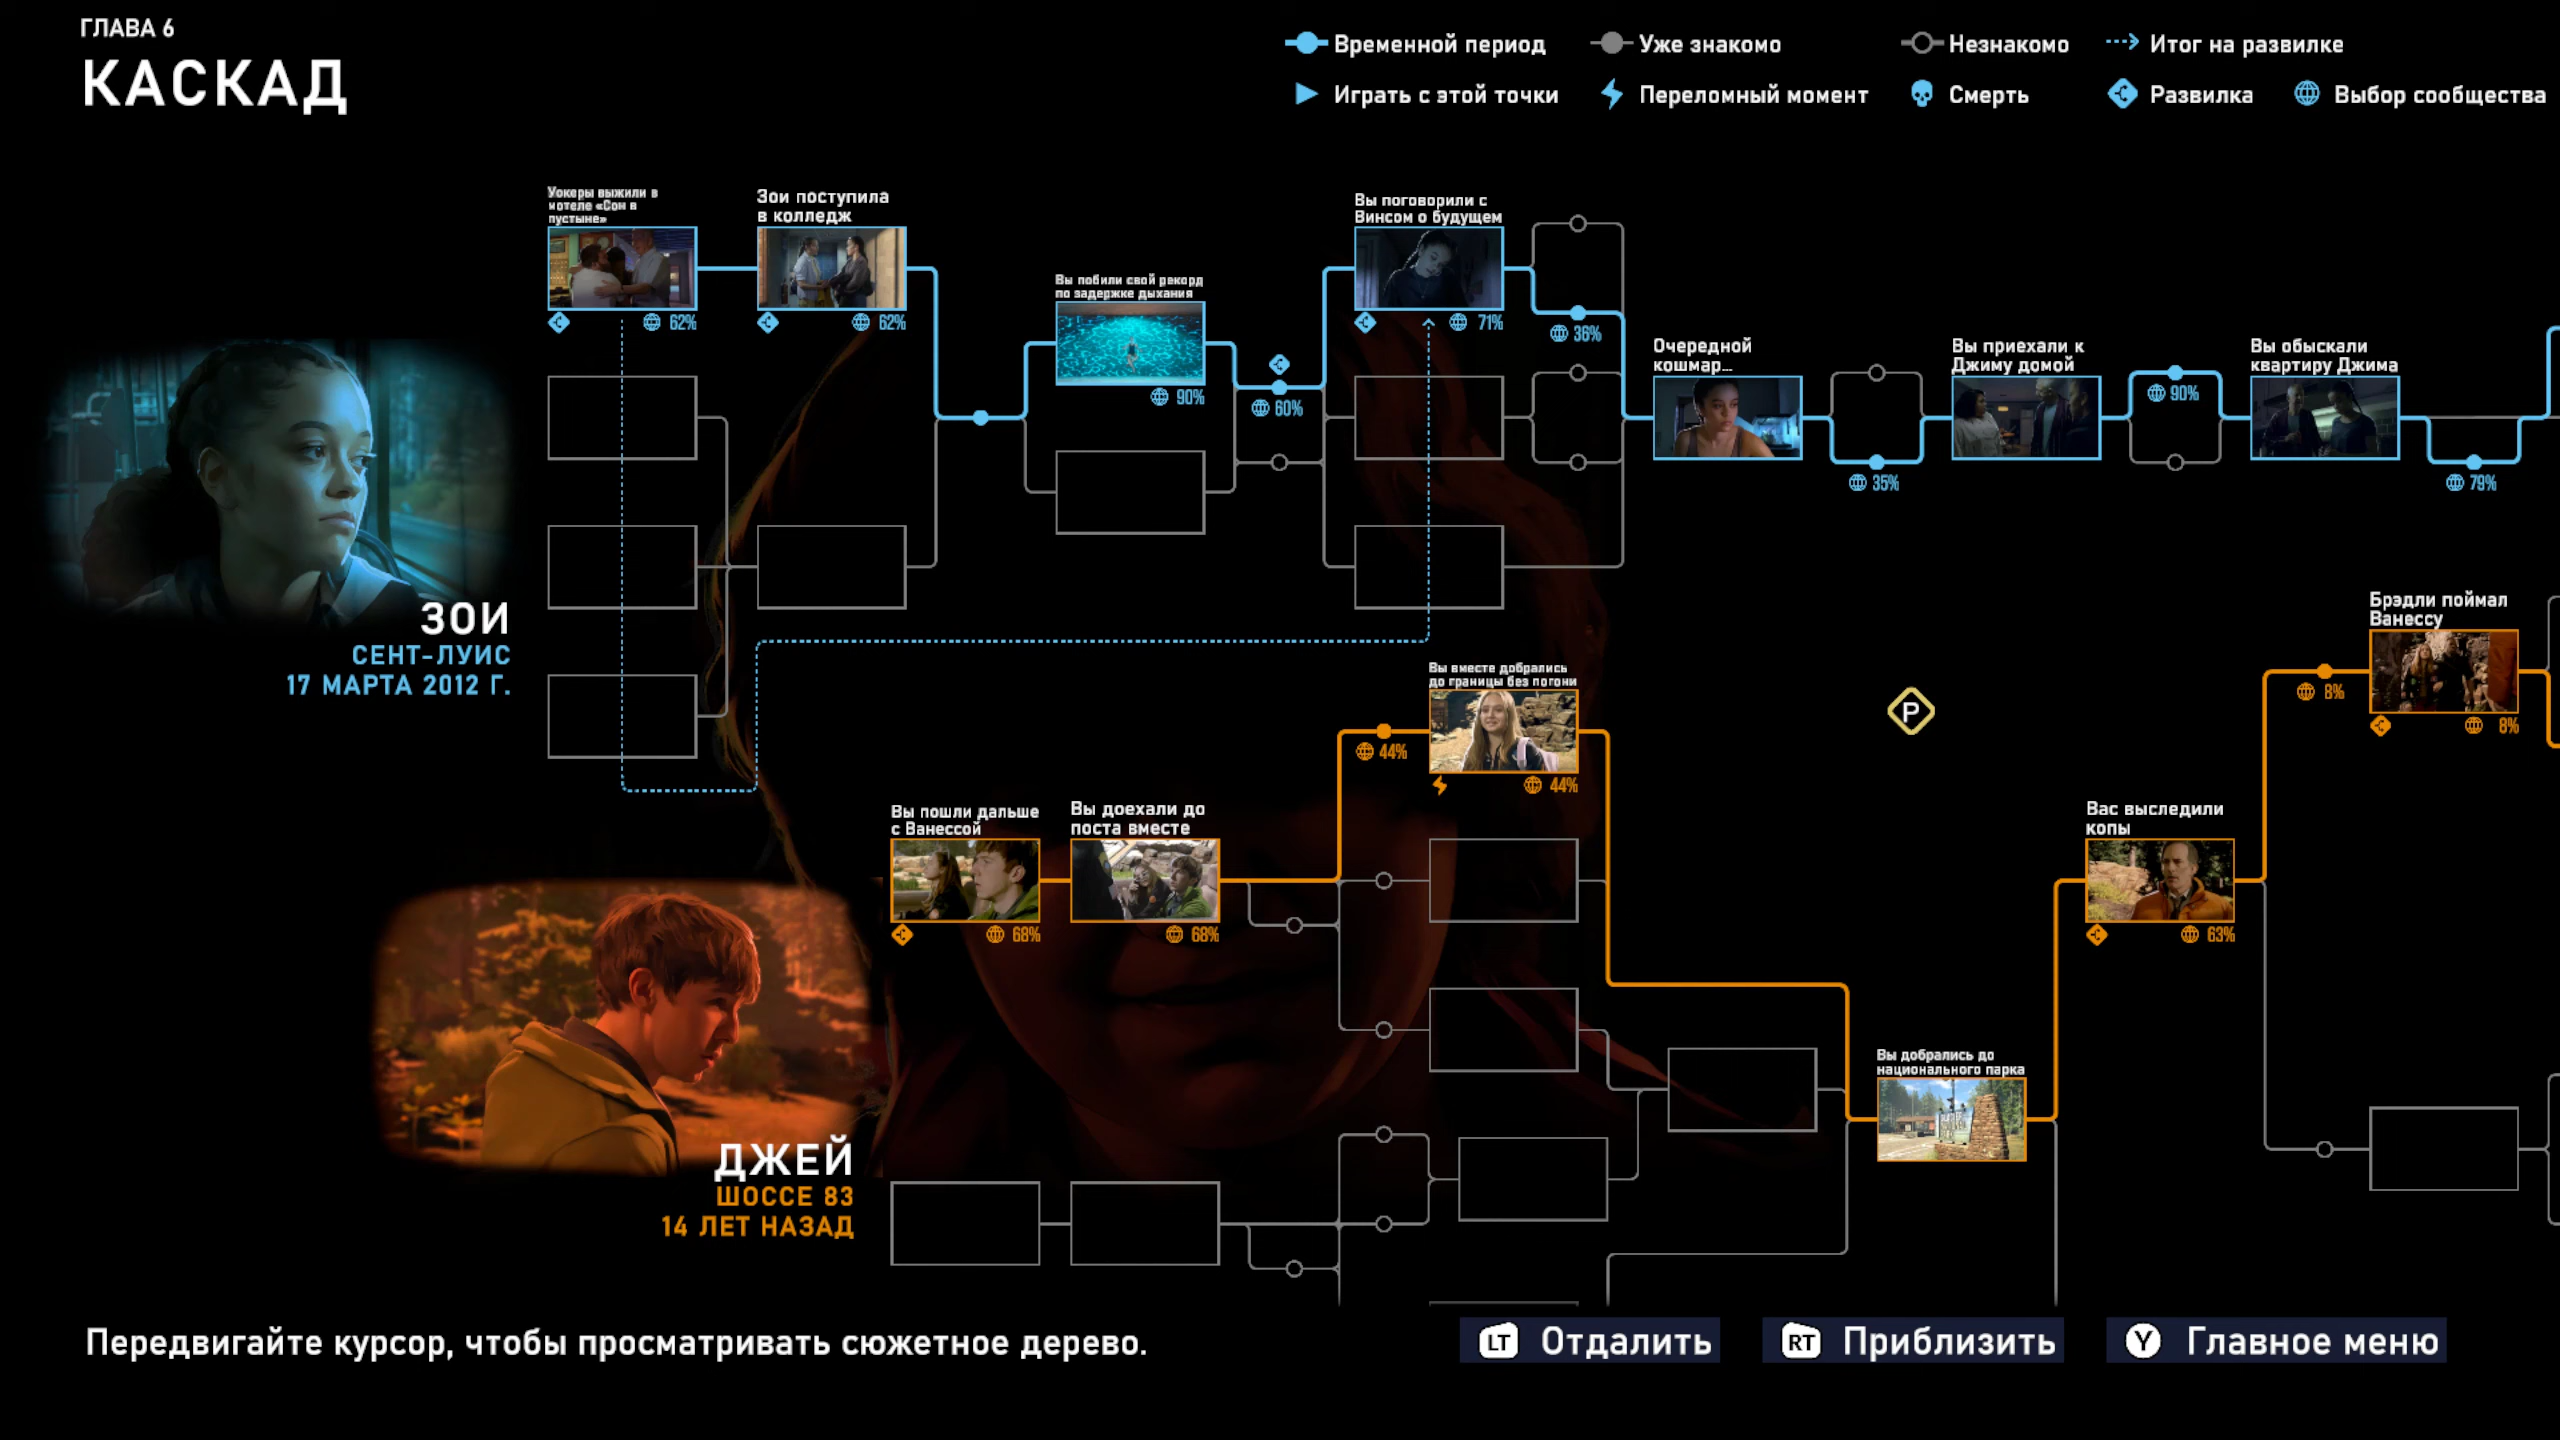 ГЛАВА 6
КАСКАД
Временной период
Уже знакомо
Незнакомо
Итог на развилке
Играть с этой точки
Переломный момент
Смерть
Развилка
Выбор сообщества
Уокеры выжили в
мотеле «Сон в
пустыне»
62%
Зои поступила
в колледж
62%
Вы побили свой рекорд
по задержке дыхания
90%
60%
Вы поговорили с
Винсом о будущем
71%
36%
Очередной
кошмар...
35%
Вы приехали к
Джиму домой
90%
Вы обыскали
квартиру Джима
79%
ЗОИ
СЕНТ-ЛУИС
17 МАРТА 2012 Г.
Брэдли поймал
Ванессу
8%
8%
Вы вместе добрались
до границы без погони
44%
44%
P
Вы пошли дальше
с Ванессой
68%
Вы доехали до
поста вместе
68%
Вас выследили
копы
63%
Вы добрались до
национального парка
ДЖЕЙ
ШОССЕ 83
14 ЛЕТ НАЗАД
Передвигайте курсор, чтобы просматривать сюжетное дерево.
LT Отдалить
RT Приблизить
Y Главное меню